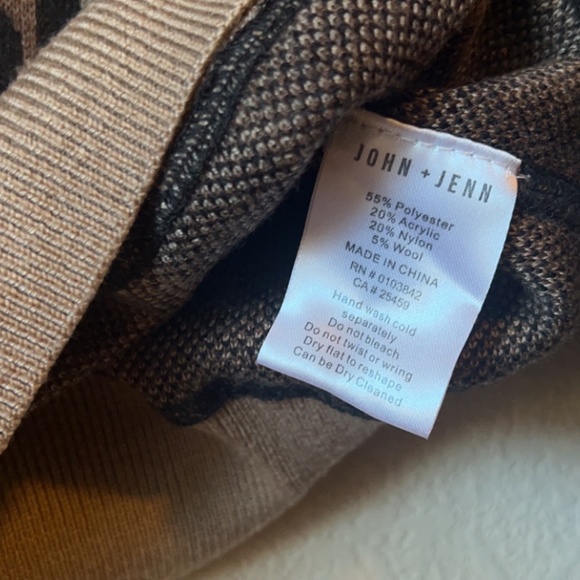 JOHN + JENN
55% Polyester
20% Acrylic
20% Nylon
5% Wool
MADE IN CHINA
RN # 0103842
CA # 25459
Hand wash cold
separately
Do not bleach
Do not twist or wring
Dry flat to reshape
Can be Dry Cleaned